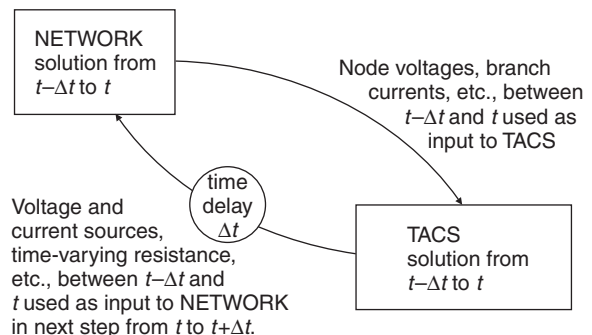 NETWORK
solution from
t–Δt to t
Node voltages, branch
currents, etc., between
t–Δt and t used as
input to TACS
time
delay
Δt
Voltage and
current sources,
time-varying resistance,
etc., between t–Δt and
t used as input to NETWORK
in next step from t to t+Δt.
TACS
solution from
t–Δt to t